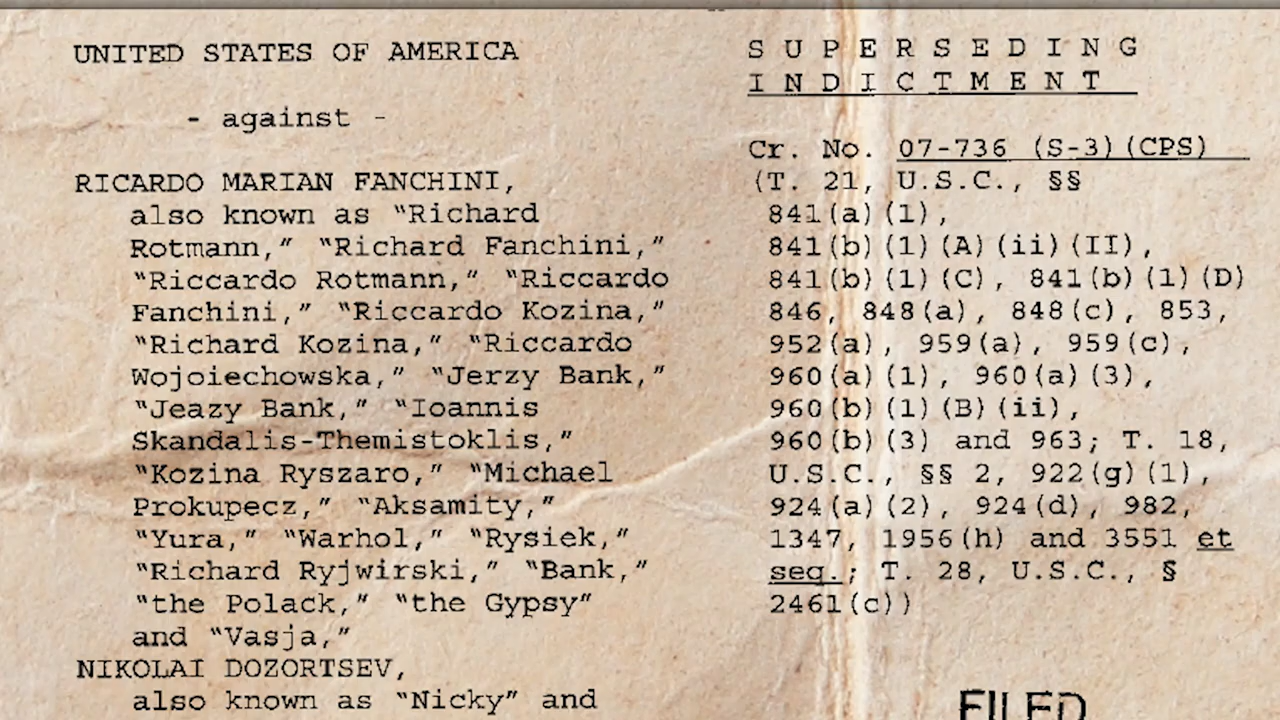 UNITED STATES OF AMERICA
- against -
RICARDO MARIAN FANCHINI,
also known as “Richard
Rotmann,” “Richard Fanchini,”
“Riccardo Rotmann,” “Riccardo
Fanchini,” “Riccardo Kozina,”
“Richard Kozina,” “Riccardo
Wojoiechowska,” “Jerzy Bank,”
“Jeazy Bank,” “Ioannis
Skandalis-Themistoklis,”
“Kozina Ryszaro,” “Michael
Prokupecz,” “Aksamity,”
“Yura,” “Warhol,” “Rysiek,”
“Richard Ryjwirski,” “Bank,”
“the Polack,” “the Gypsy”
and “Vasja,”
NIKOLAI DOZORTSEV,
also known as “Nicky” and
S U P E R S E D I N G
I N D I C T M E N T
Cr. No. 07-736 (S-3)(CPS)
(T. 21, U.S.C., §§
841(a)(1),
841(b)(1)(A)(ii)(II),
841(b)(1)(C), 841(b)(1)(D)
846, 848(a), 848(c), 853,
952(a), 959(a), 959(c),
960(a)(1), 960(a)(3),
960(b)(1)(B)(ii),
960(b)(3) and 963; T. 18,
U.S.C., §§ 2, 922(g)(1),
924(a)(2), 924(d), 982,
1347, 1956(h) and 3551 et
seq.; T. 28, U.S.C., §
2461(c))
FILED